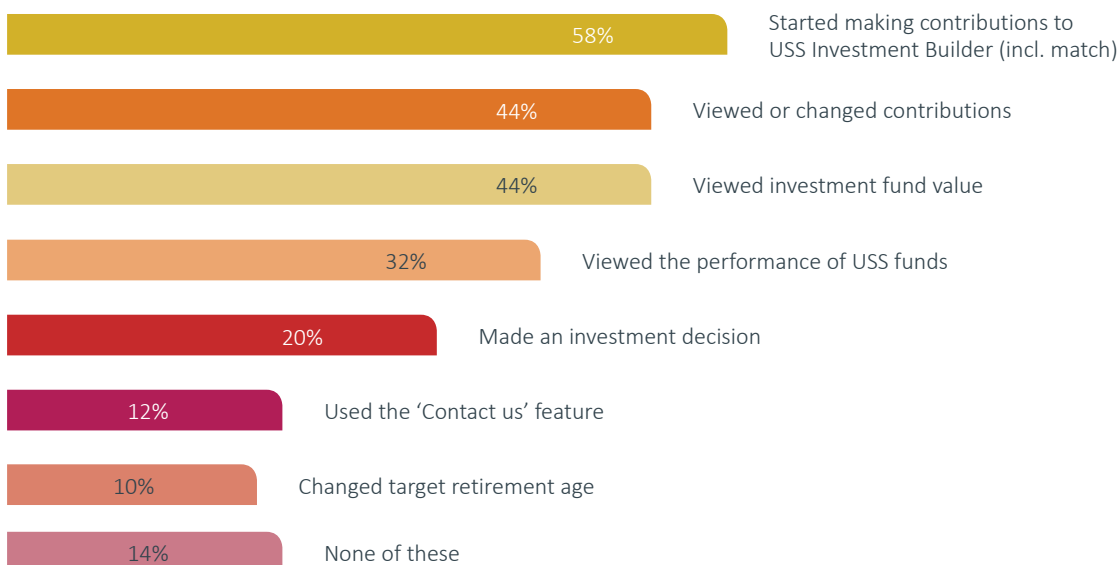 58%
Started making contributions to
USS Investment Builder (incl. match)
44%
Viewed or changed contributions
44%
Viewed investment fund value
32%
Viewed the performance of USS funds
20%
Made an investment decision
12%
Used the ‘Contact us’ feature
10%
Changed target retirement age
14%
None of these